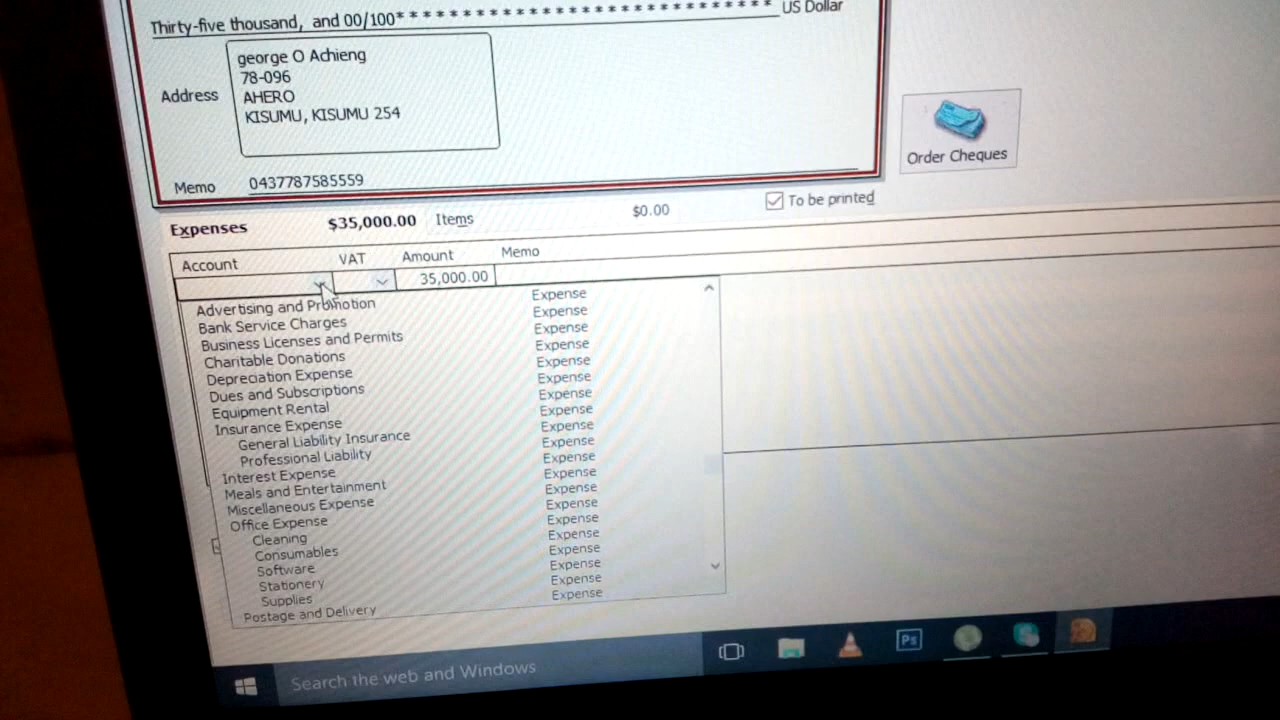 Thirty-five thousand, and 00/100* * * * * * * * * * * * * * * * * * * * * * * * * * * * * US Dollar
george O Achieng
78-096
Address AHERO
KISUMU, KISUMU 254
Order Cheques
Memo 0437787585559
Expenses $35,000.00 Items $0.00 To be printed
Account VAT Amount Memo
35,000.00
Advertising and Promotion Expense
Bank Service Charges Expense
Business Licenses and Permits Expense
Charitable Donations Expense
Depreciation Expense Expense
Dues and Subscriptions Expense
Equipment Rental Expense
Insurance Expense Expense
General Liability Insurance Expense
Professional Liability Expense
Interest Expense Expense
Meals and Entertainment Expense
Miscellaneous Expense Expense
Office Expense Expense
Cleaning Expense
Consumables Expense
Software Expense
Stationery Expense
Supplies Expense
Postage and Delivery Expense
Search the web and Windows
Ps